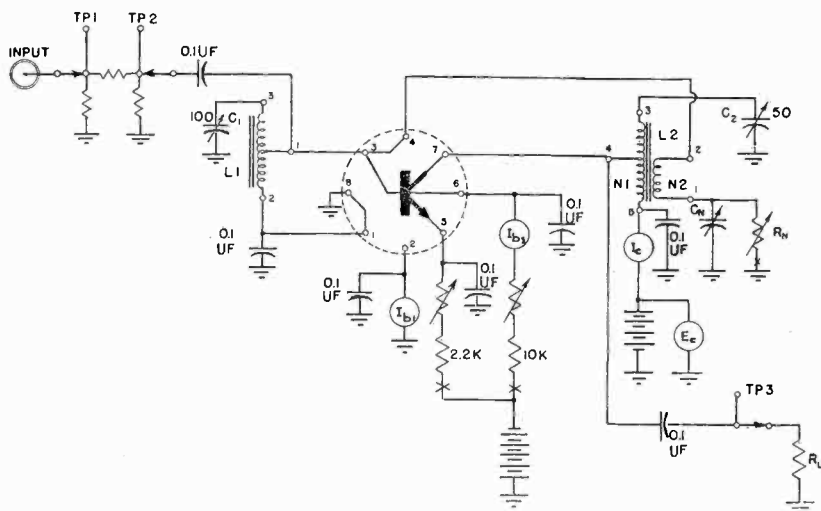 TP1 TP2
INPUT
0.1UF
3
100 C1
L1
1
2
0.1
UF
3
4
7
8
6
1
2
5
0.1
UF
Ib1
0.1
UF
2.2K
Ib3
10K
0.1
UF
4
3
L2
N1
N2
C2 50
2
1
5
Ic
0.1
UF
CN
RN
Ec
TP3
0.1
UF
RL